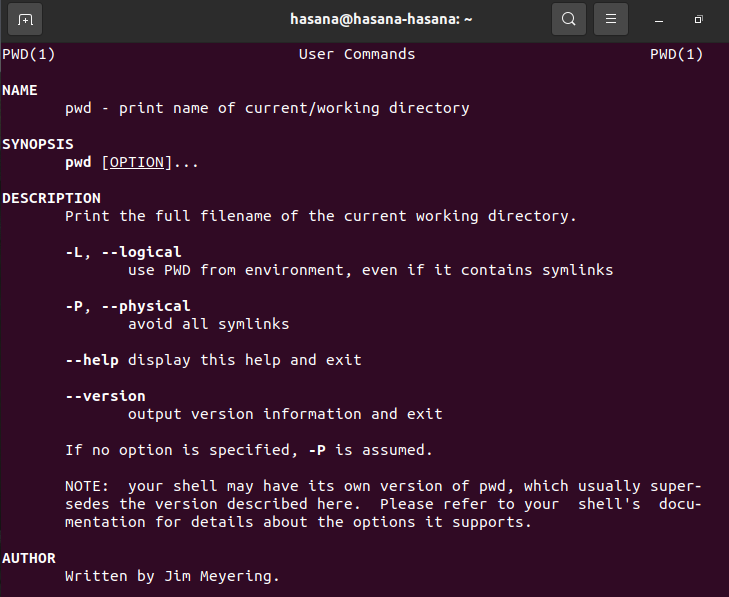 hasana@hasana-hasana: ~
PWD(1) User Commands PWD(1)
NAME
pwd - print name of current/working directory
SYNOPSIS
pwd [OPTION]...
DESCRIPTION
Print the full filename of the current working directory.
-L, --logical
use PWD from environment, even if it contains symlinks
-P, --physical
avoid all symlinks
--help display this help and exit
--version
output version information and exit
If no option is specified, -P is assumed.
NOTE:  your shell may have its own version of pwd, which usually super-
sedes the version described here.  Please refer to your  shell's  docu-
mentation for details about the options it supports.
AUTHOR
Written by Jim Meyering.